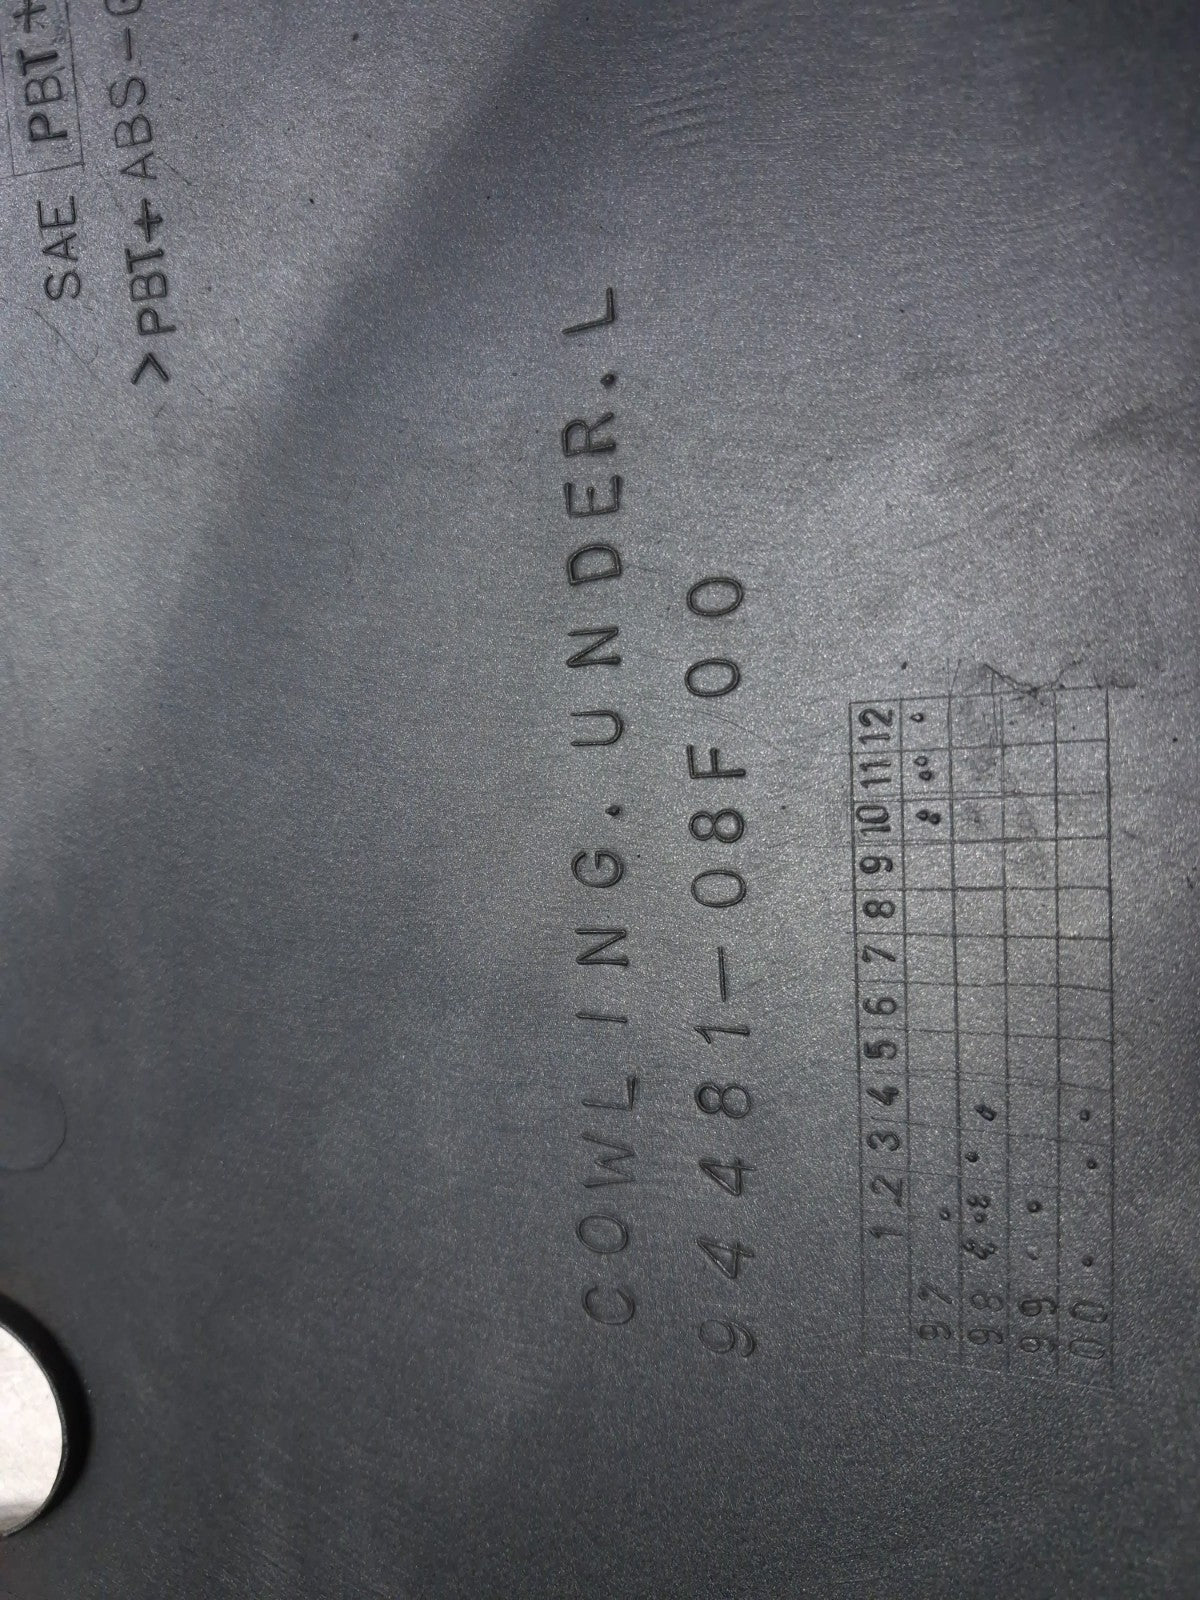 SAE PBT+
>PBT+ABS-G
COWLING. UNDER. L
94481-08F00
1 2 3 4 5 6 7 8 9 10 11 12
97
98
99
00